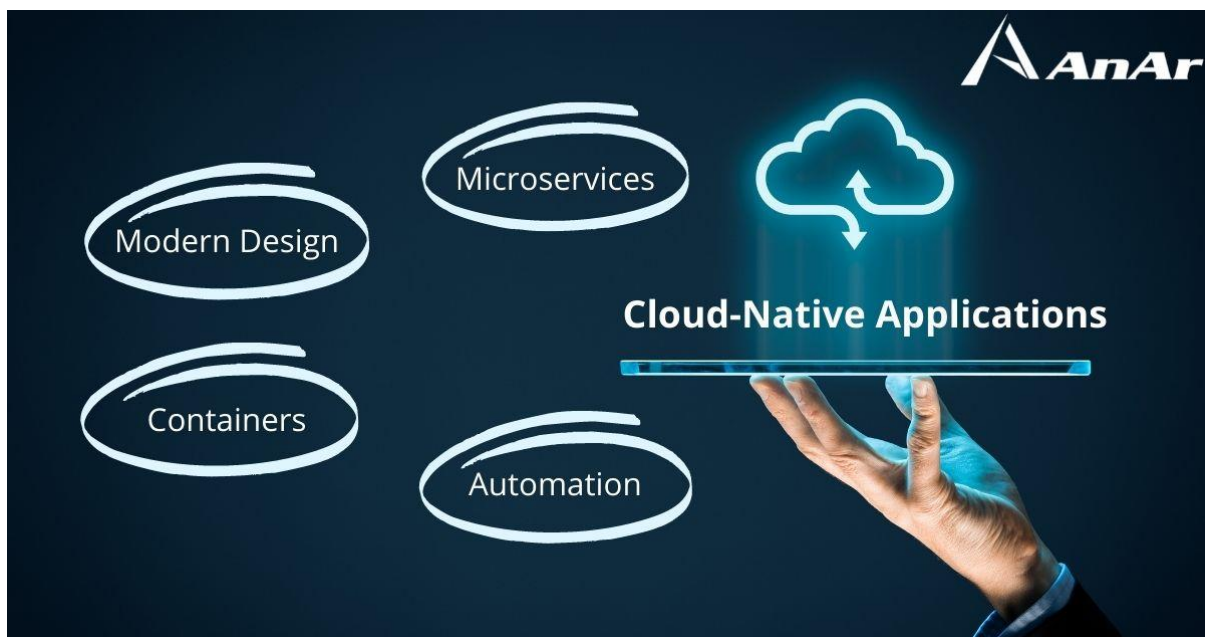 AnAr
Microservices
Modern Design
Cloud-Native Applications
Containers
Automation